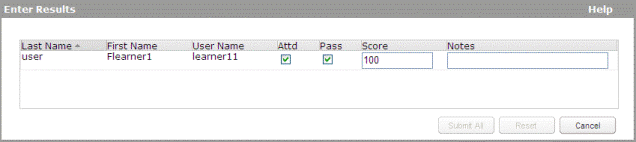 Enter Results Help
Last Name First Name User Name Attd Pass Score Notes
user Flearner1 learner11 100
Submit All Reset Cancel